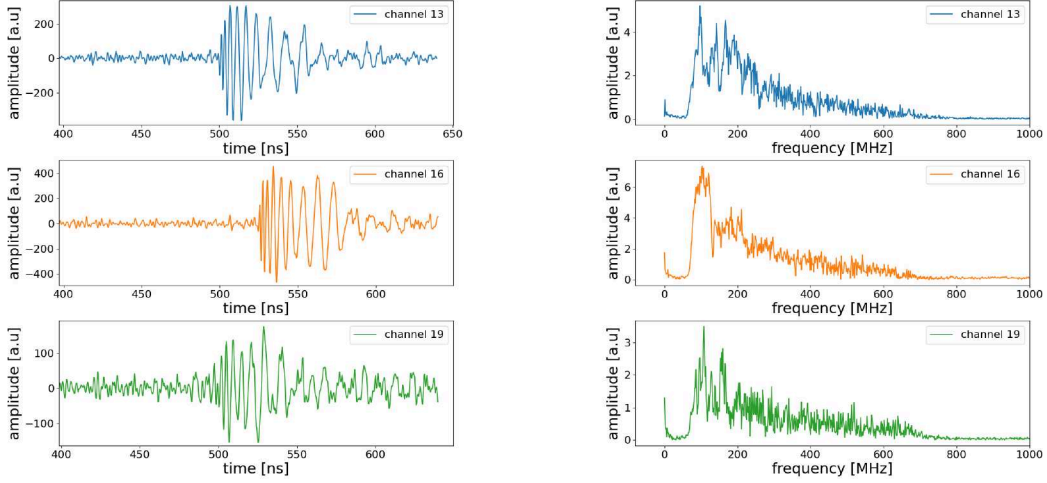 channel 13
amplitude [a.u]
200
0
−200
400 450 500 550 600 650
time [ns]
channel 13
amplitude [a.u]
4
2
0
0 200 400 600 800 1000
frequency [MHz]
channel 16
amplitude [a.u]
400
200
0
−200
−400
400 450 500 550 600
time [ns]
channel 16
amplitude [a.u]
6
4
2
0
0 200 400 600 800 1000
frequency [MHz]
channel 19
amplitude [a.u]
100
0
−100
400 450 500 550 600
time [ns]
channel 19
amplitude [a.u]
3
2
1
0
0 200 400 600 800 1000
frequency [MHz]